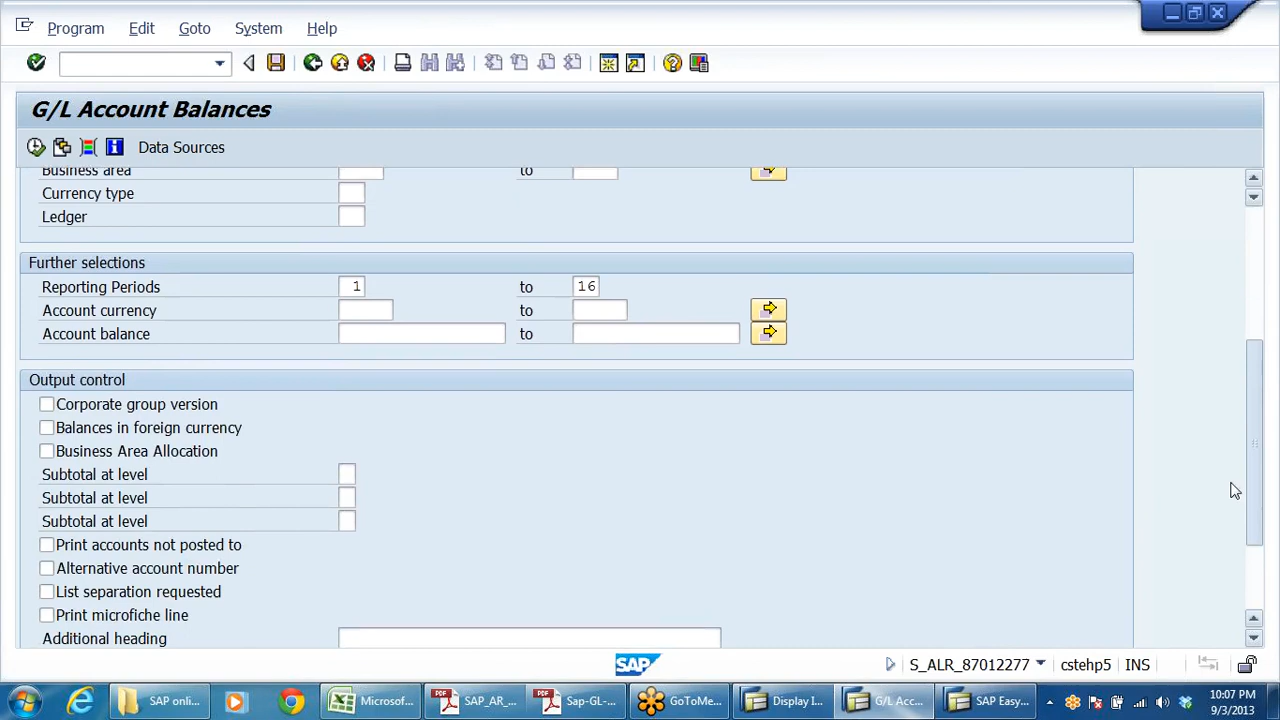 Program Edit Goto System Help
G/L Account Balances
Data Sources
Business area to
Currency type
Ledger
Further selections
Reporting Periods 1 to 16
Account currency to
Account balance to
Output control
Corporate group version
Balances in foreign currency
Business Area Allocation
Subtotal at level
Subtotal at level
Subtotal at level
Print accounts not posted to
Alternative account number
List separation requested
Print microfiche line
Additional heading
SAP S_ALR_87012277 cstehp5 INS
SAP onli... Microsof... SAP_AR_... Sap-GL-... GoToMe... Display I... G/L Acc... SAP Easy... 10:07 PM
9/3/2013